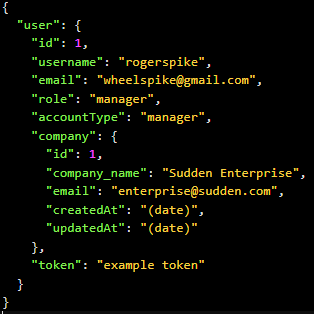 {
  "user": {
    "id": 1,
    "username": "rogerspike",
    "email": "wheelspike@gmail.com",
    "role": "manager",
    "accountType": "manager",
    "company": {
      "id": 1,
      "company_name": "Sudden Enterprise",
      "email": "enterprise@sudden.com",
      "createdAt": "(date)",
      "updatedAt": "(date)"
    },
    "token": "example token"
  }
}